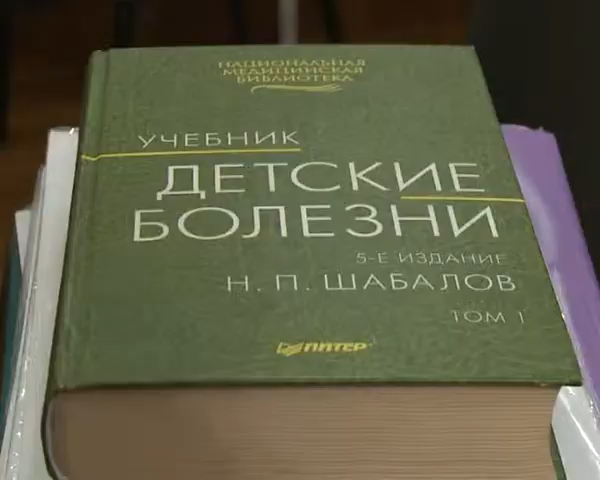 НАЦИОНАЛЬНАЯ
МЕДИЦИНСКАЯ
БИБЛИОТЕКА
УЧЕБНИК
ДЕТСКИЕ
БОЛЕЗНИ
5-Е ИЗДАНИЕ
Н. П. ШАБАЛОВ
ТОМ 1
ПИТЕР